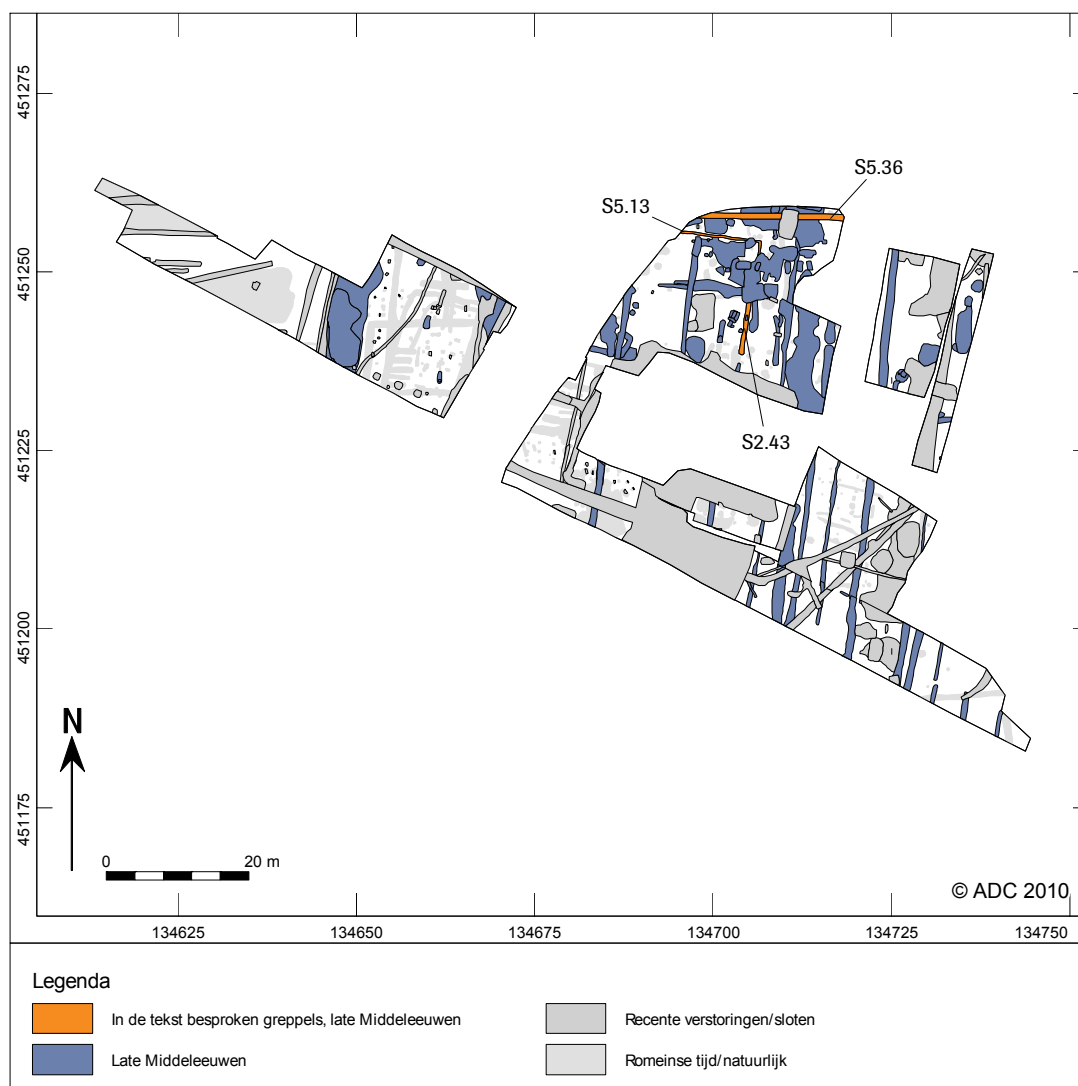 451275
451250
451225
451200
451175
S5.36
S5.13
S2.43
N
0 20 m
© ADC 2010
134625 134650 134675 134700 134725 134750
Legenda
In de tekst besproken greppels, late Middeleeuwen
Late Middeleeuwen
Recente verstoringen/sloten
Romeinse tijd/natuurlijk